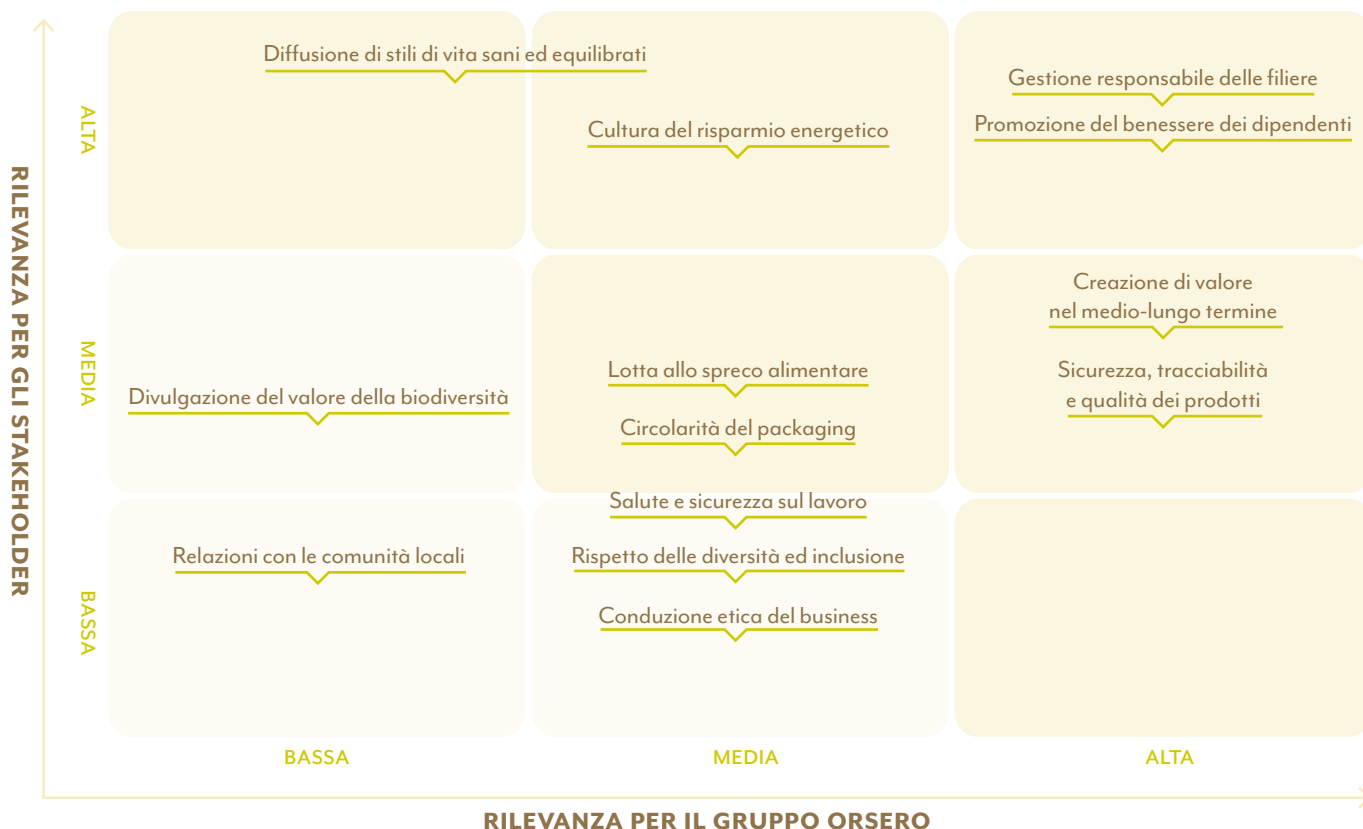 RILEVANZA PER GLI STAKEHOLDER
ALTA
Diffusione di stili di vita sani ed equilibrati
Cultura del risparmio energetico
Gestione responsabile delle filiere
Promozione del benessere dei dipendenti
MEDIA
Divulgazione del valore della biodiversità
Lotta allo spreco alimentare
Circolarità del packaging
Creazione di valore
nel medio-lungo termine
Sicurezza, tracciabilità
e qualità dei prodotti
BASSA
Relazioni con le comunità locali
Salute e sicurezza sul lavoro
Rispetto delle diversità ed inclusione
Conduzione etica del business
BASSA
MEDIA
ALTA
RILEVANZA PER IL GRUPPO ORSERO